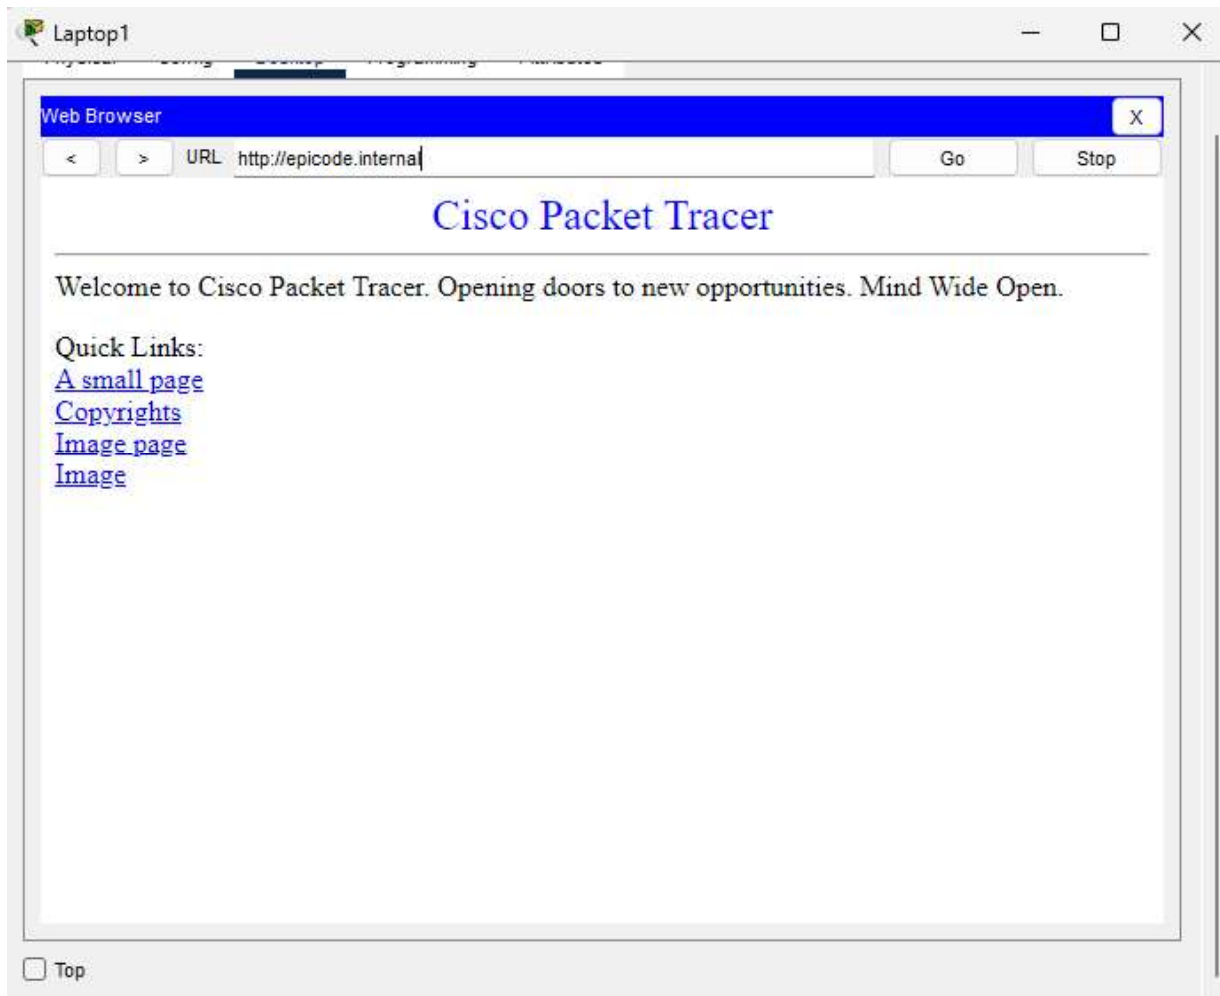 Laptop1
Web Browser
X
< > URL http://epicode.internal Go Stop
Cisco Packet Tracer
Welcome to Cisco Packet Tracer. Opening doors to new opportunities. Mind Wide Open.
Quick Links:
A small page
Copyrights
Image page
Image
Top